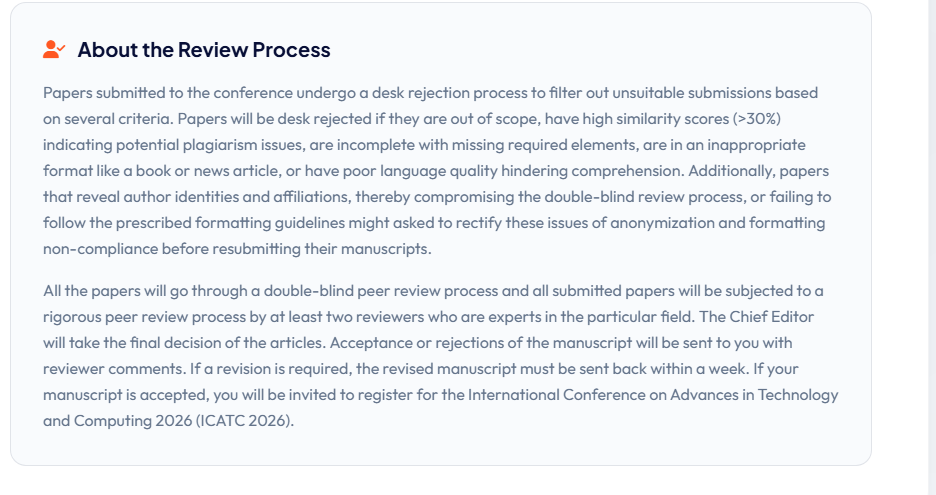 About the Review Process
Papers submitted to the conference undergo a desk rejection process to filter out unsuitable submissions based
on several criteria. Papers will be desk rejected if they are out of scope, have high similarity scores (>30%)
indicating potential plagiarism issues, are incomplete with missing required elements, are in an inappropriate
format like a book or news article, or have poor language quality hindering comprehension. Additionally, papers
that reveal author identities and affiliations, thereby compromising the double-blind review process, or failing to
follow the prescribed formatting guidelines might asked to rectify these issues of anonymization and formatting
non-compliance before resubmitting their manuscripts.
All the papers will go through a double-blind peer review process and all submitted papers will be subjected to a
rigorous peer review process by at least two reviewers who are experts in the particular field. The Chief Editor
will take the final decision of the articles. Acceptance or rejections of the manuscript will be sent to you with
reviewer comments. If a revision is required, the revised manuscript must be sent back within a week. If your
manuscript is accepted, you will be invited to register for the International Conference on Advances in Technology
and Computing 2026 (ICATC 2026).